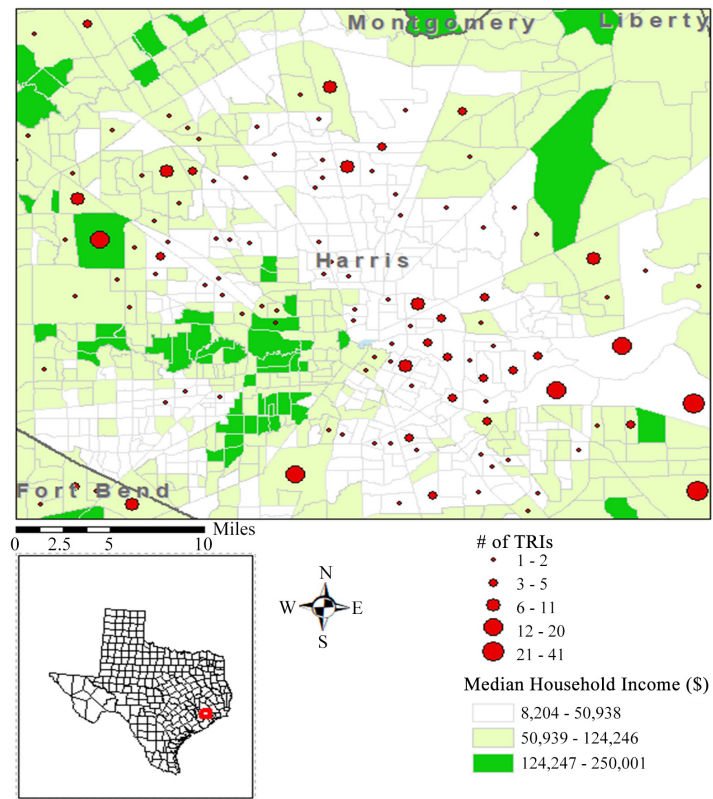 Montgomery
Liberty
Harris
Fort Bend
Miles
0 2.5 5 10
N
W E
S
# of TRIs
1 - 2
3 - 5
6 - 11
12 - 20
21 - 41
Median Household Income ($)
8,204 - 50,938
50,939 - 124,246
124,247 - 250,001